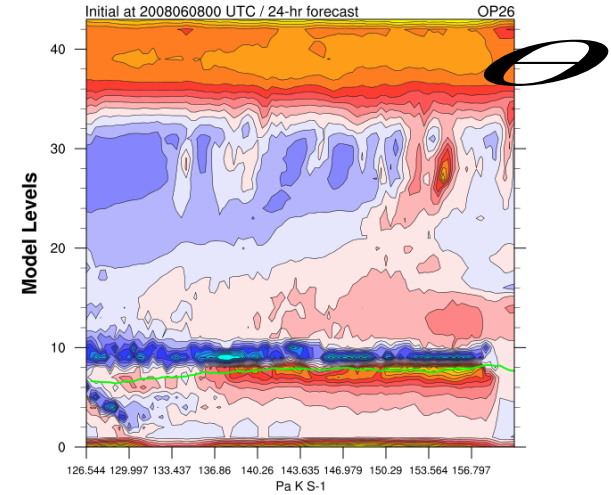 Initial at 2008060800 UTC / 24-hr forecast OP26
40
30
20
10
0
Model Levels
126.544 129.997 133.437 136.86 140.26 143.635 146.979 150.29 153.564 156.797
Pa K S-1
Θ